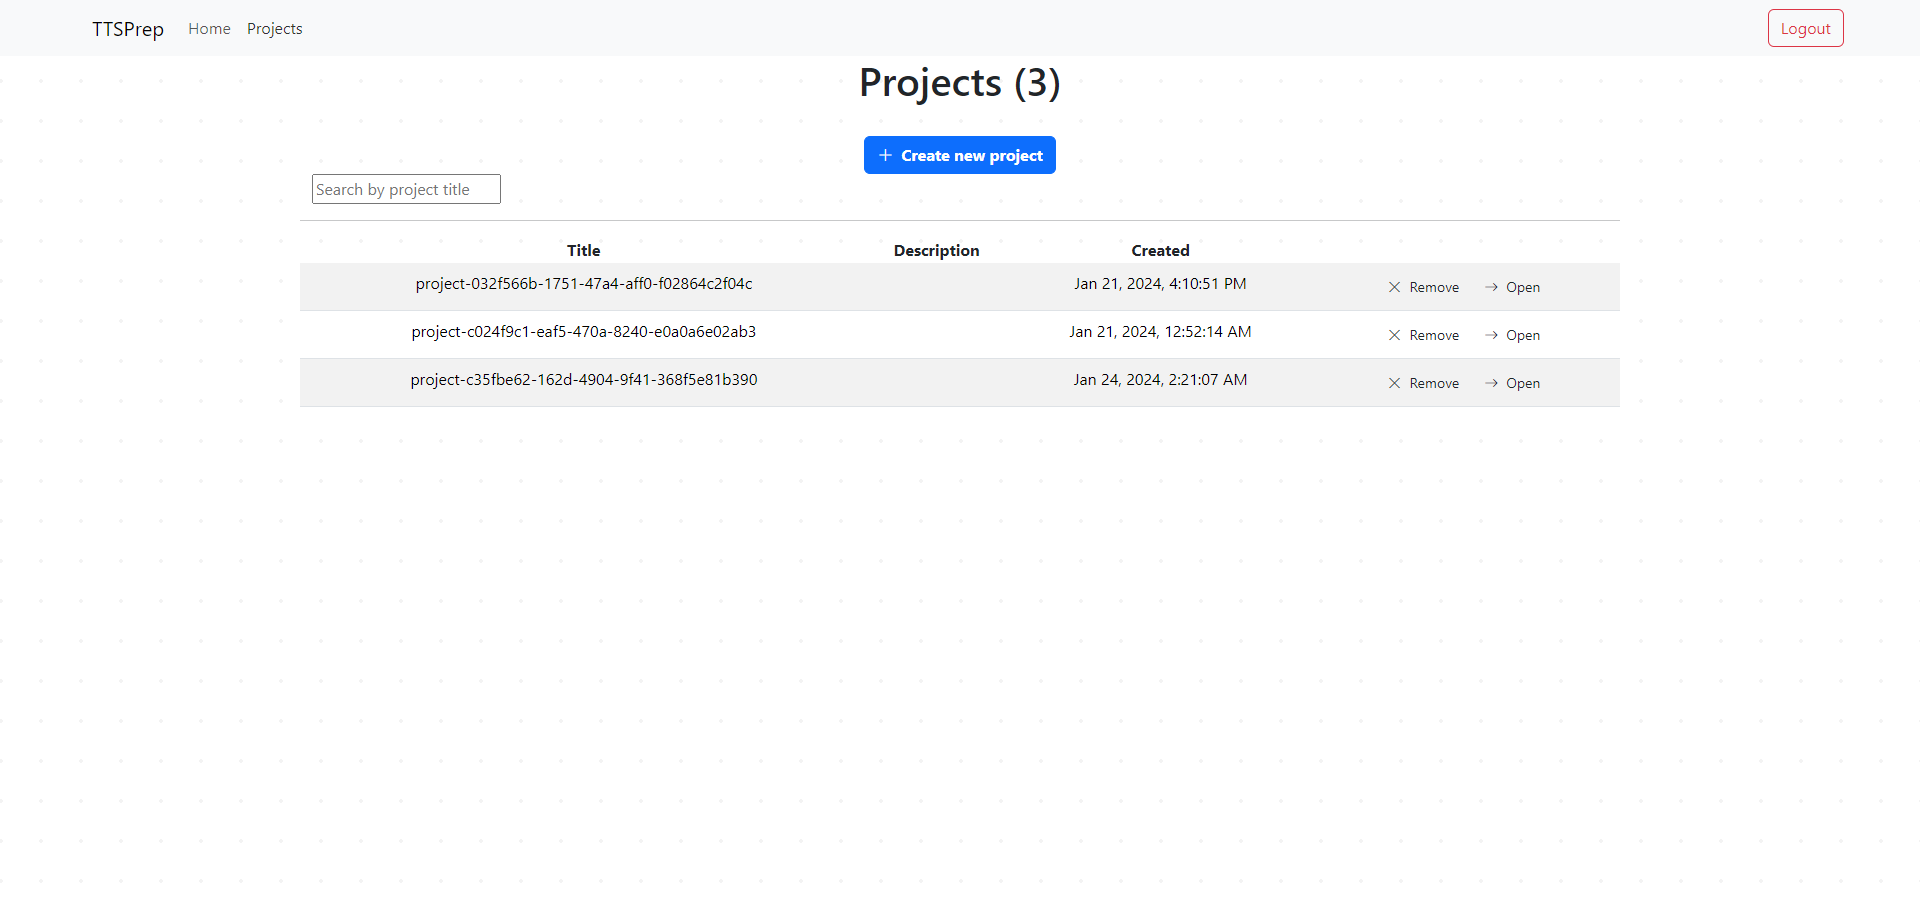 TTSPrep Home Projects Logout
Projects (3)
Create new project
Search by project title
Title Description Created
project-032f566b-1751-47a4-aff0-f02864c2f04c Jan 21, 2024, 4:10:51 PM Remove Open
project-c024f9c1-eaf5-470a-8240-e0a0a6e02ab3 Jan 21, 2024, 12:52:14 AM Remove Open
project-c35fbe62-162d-4904-9f41-368f5e81b390 Jan 24, 2024, 2:21:07 AM Remove Open